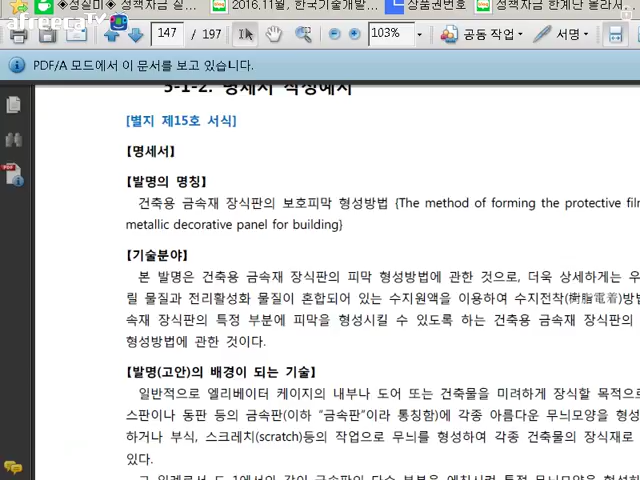 afreecaTV
◈정실미◈ 정책자금 실...
2016,11월, 한국기술개발...
상품권번호
정책자금 한계난 몰라서
147 / 197
103%
공동 작업
서명
PDF/A 모드에서 이 문서를 보고 있습니다.
5-1-2. 명세서 작성예시
[별지 제15호 서식]
【명세서】
【발명의 명칭】
건축용 금속재 장식판의 보호피막 형성방법 {The method of forming the protective
metallic decorative panel for building}
【기술분야】
본 발명은 건축용 금속재 장식판의 피막 형성방법에 관한 것으로, 더욱 상세하게는 우
릴 물질과 전리활성화 물질이 혼합되어 있는 수지원액을 이용하여 수지전착(樹脂電着)방법
속재 장식판의 특정 부분에 피막을 형성시킬 수 있도록 하는 건축용 금속재 장식판의
형성방법에 관한 것이다.
【발명(고안)의 배경이 되는 기술】
일반적으로 엘리베이터 케이지의 내부나 도어 또는 건축물을 미려하게 장식할 목적으로
스판이나 동판 등의 금속판(이하 “금속판”이라 통칭함)에 각종 아름다운 무늬모양을 형성
하거나 부식, 스크레치(scratch)등의 작업으로 무늬를 형성하여 각종 건축물의 장식재로
있다.